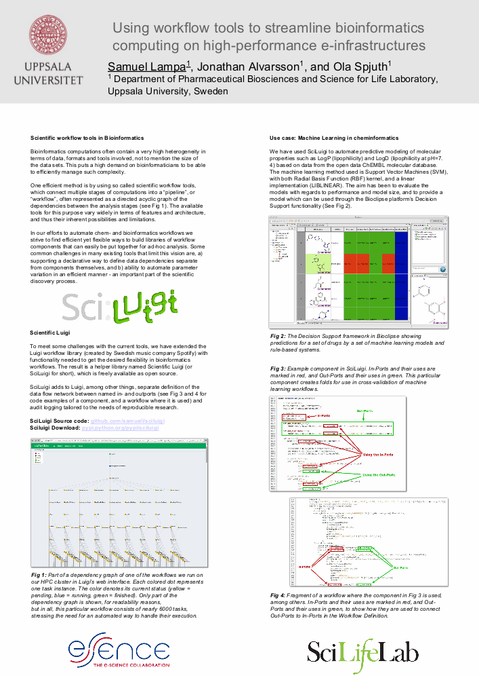 Using workflow tools to streamline bioinformatics
computing on high-performance e-infrastructures
UPPSALA
UNIVERSITET
Samuel Lampa¹, Jonathan Alvarsson¹, and Ola Spjuth¹
¹ Department of Pharmaceutical Biosciences and Science for Life Laboratory,
Uppsala University, Sweden
Scientific workflow tools in Bioinformatics
Bioinformatics computations often contain a very high heterogeneity in
terms of data, formats and tools involved, not to mention the size of
the data sets. This puts a high demand on bioinformaticians to be able
to efficiently manage such complexity.
One efficient method is by using so called scientific workflow tools,
which connect multiple stages of computations into a "pipeline", or
"workflow", often represented as a directed acyclic graph of the
dependencies between the analysis stages (see Fig 1). The available
tools for this purpose vary widely in terms of features and architecture,
and thus their inherent possibilities and limitations.
In our efforts to automate chem- and bioinformatics workflows we
strive to find efficient yet flexible ways to build libraries of workflow
components that can easily be put together for ad-hoc analysis. Some
common challenges in many existing tools that limit this vision are, a)
supporting a declarative way to define data dependencies separate
from components themselves, and b) ability to automate parameter
variation in an efficient manner - an important part of the scientific
discovery process.
Sci:Luigi
Scientific Luigi
To meet some challenges with the current tools, we have extended the
Luigi workflow library (created by Swedish music company Spotify) with
functionality needed to get the desired flexibility in bioinformatics
workflows. The result is a helper library named Scientific Luigi (or
SciLuigi for short), which is freely available as open source.
SciLuigi adds to Luigi, among other things, separate definition of the
data flow network between named in- and outports (see Fig 3 and 4 for
code examples of a component, and a workflow where it is used) and
audit logging tailored to the needs of reproducible research.
SciLuigi Source code: github.com/samuell/sciluigi
Sciluigi Download: pypi.python.org/pypi/sciluigi
Fig 1: Part of a dependency graph of one of the workflows we run on
our HPC cluster in Luigi's web interface. Each colored dot represents
one task instance. The color denotes its current status (yellow =
pending, blue = running, green = finished). Only part of the
dependency graph is shown, for readability reasons,
but in all, this particular workflow consists of nearly 6000 tasks,
stressing the need for an automated way to handle their execution.
Use case: Machine Learning in cheminformatics
We have used SciLuigi to automate predictive modeling of molecular
properties such as LogP (lipophilicity) and LogD (lipophilicity at pH=7.
4) based on data from the open data ChEMBL molecular database.
The machine learning method used is Support Vector Machines (SVM),
with both Radial Basis Function (RBF) kernel, and a linear
implementation (LIBLINEAR). The aim has been to evaluate the
models with regards to performance and model size, and to provide a
model which can be used through the Bioclipse platform's Decision
Support functionality (See Fig 2).
Fig 2: The Decision Support framework in Bioclipse showing
predictions for a set of drugs by a set of machine learning models and
rule-based systems.
Fig 3: Example component in SciLuigi. In-Ports and their uses are
marked in red, and Out-Ports and their uses in green. This particular
component creates folds for use in cross-validation of machine
learning workflows.
Out-Ports
In-Ports
Using the In-Ports
Using the Out-Ports
In-Ports
Out-Ports
Fig 4: Fragment of a workflow where the component in Fig 3 is used,
among others. In-Ports and their uses are marked in red, and Out-
Ports and their uses in green, to show how they are used to connect
Out-Ports to In-Ports in the Workflow Definition.
eSSENCE
THE E-SCIENCE COLLABORATION
SciLifeLab